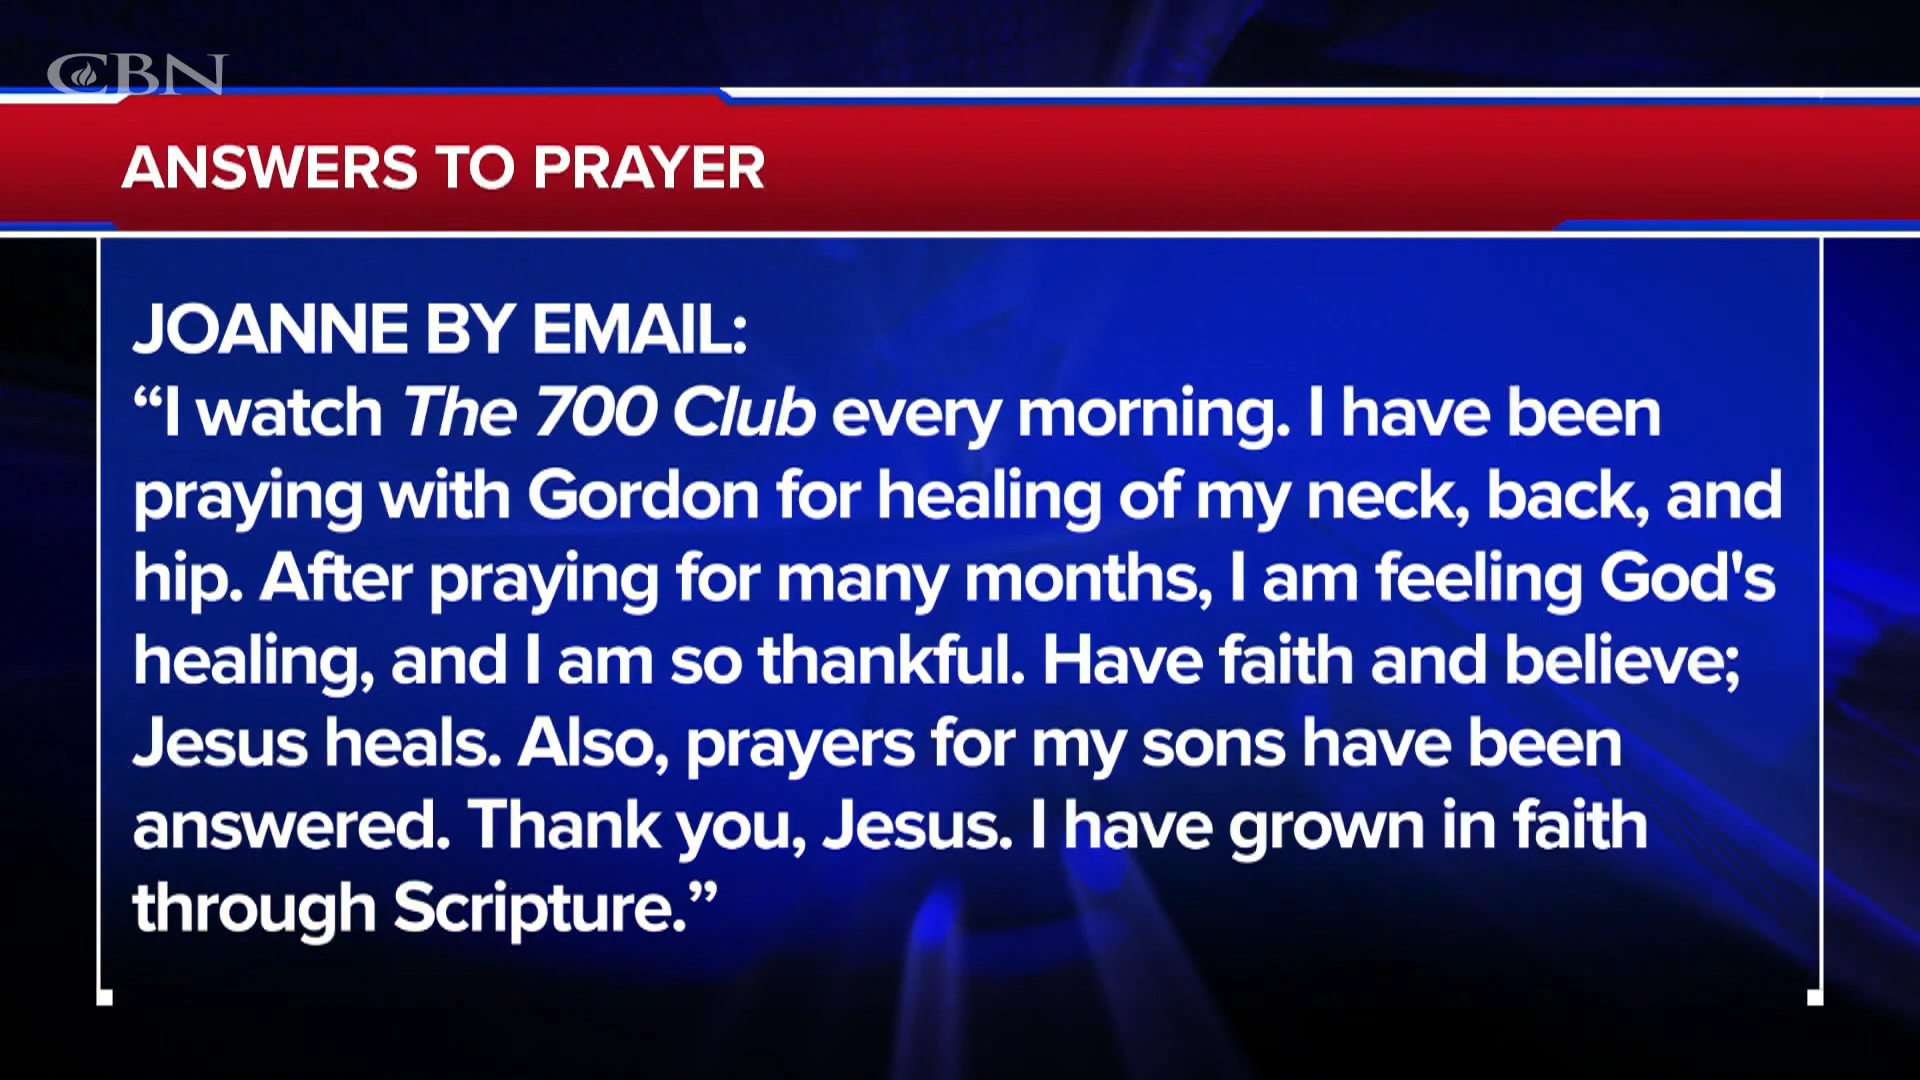 CBN
ANSWERS TO PRAYER
JOANNE BY EMAIL:
“I watch The 700 Club every morning. I have been
praying with Gordon for healing of my neck, back, and
hip. After praying for many months, I am feeling God's
healing, and I am so thankful. Have faith and believe;
Jesus heals. Also, prayers for my sons have been
answered. Thank you, Jesus. I have grown in faith
through Scripture.”